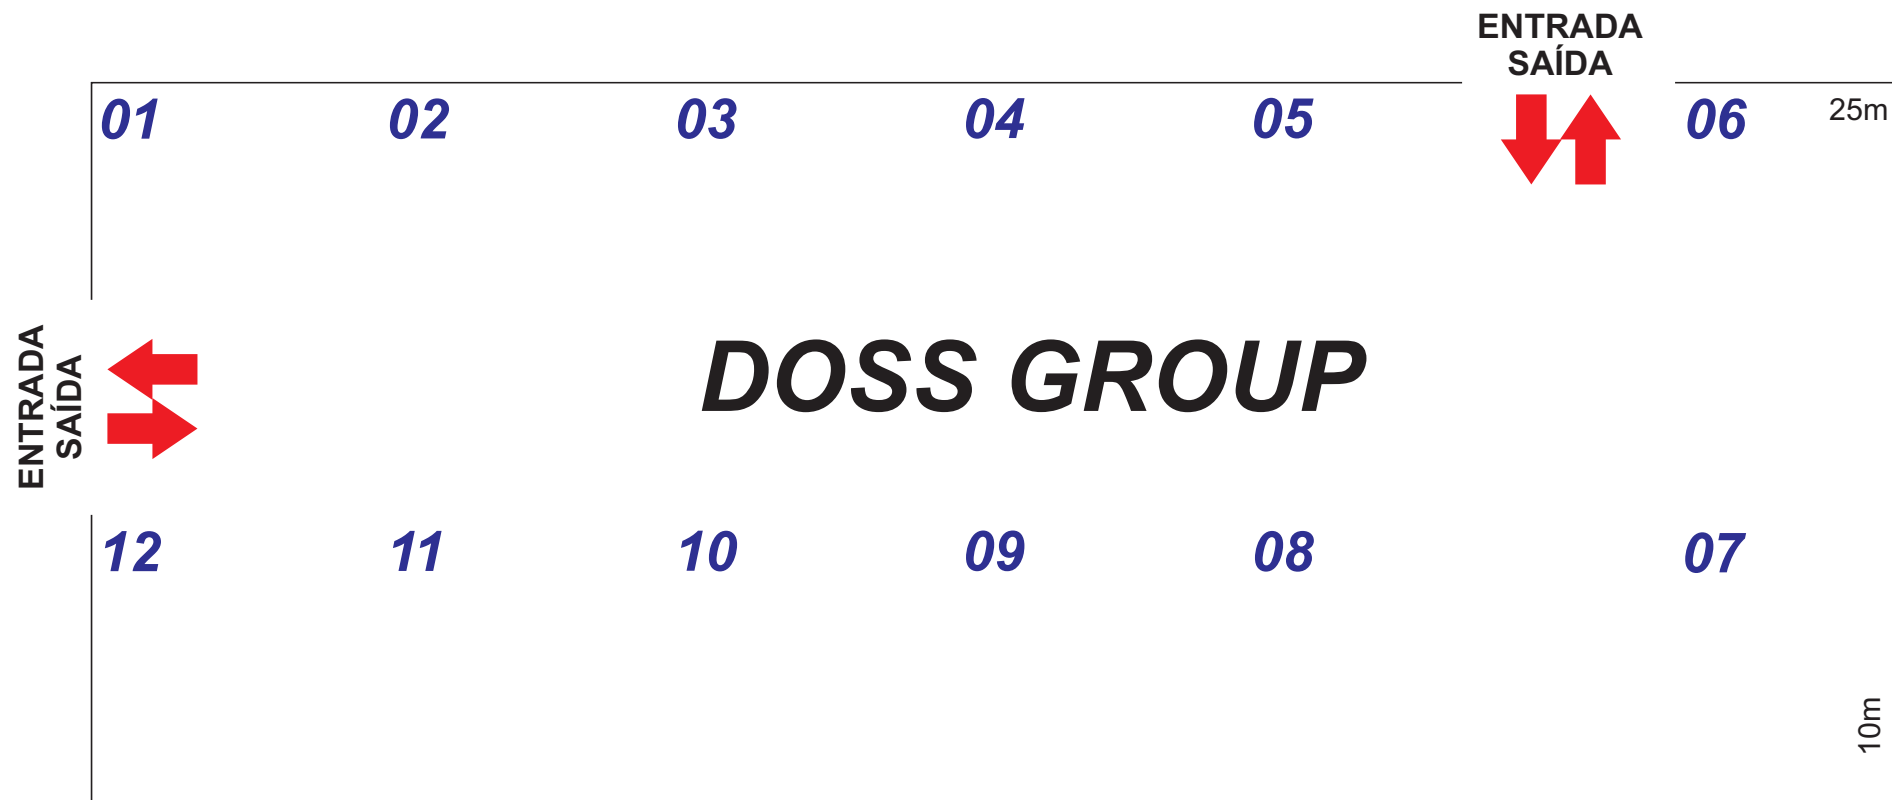 ENTRADA
SAÍDA
01 02 03 04 05 06 25m
ENTRADA
SAÍDA
DOSS GROUP
12 11 10 09 08 07
10m